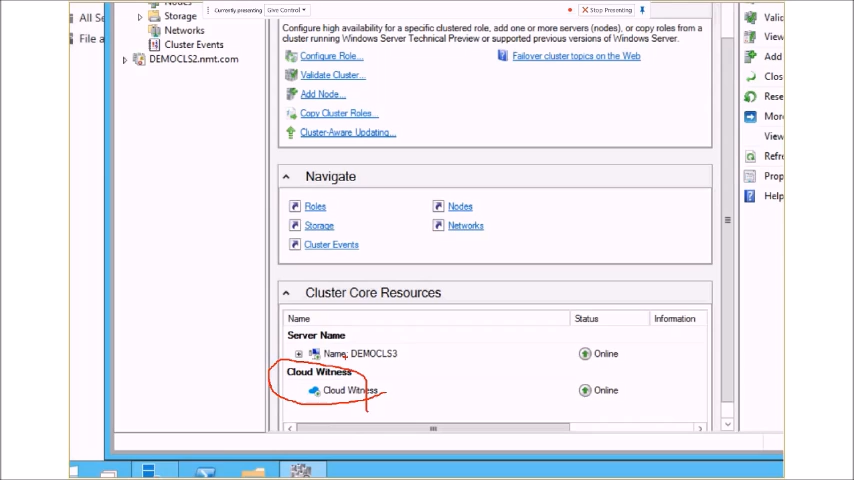 Nodes
All Se
Storage
Networks
File a
Cluster Events
DEMOCLS2.nmt.com
Currently presenting Give Control
Stop Presenting
Configure high availability for a specific clustered role, add one or more servers (nodes), or copy roles from a
cluster running Windows Server Technical Preview or supported previous versions of Windows Server.
Configure Role...
Failover cluster topics on the Web
Validate Cluster...
Add Node...
Copy Cluster Roles...
Cluster-Aware Updating...
Navigate
Roles
Nodes
Storage
Networks
Cluster Events
Cluster Core Resources
Name Status Information
Server Name
Name: DEMOCLS3 Online
Cloud Witness
Cloud Witness Online
Valid
View
Add
Close
Rese
More
View
Refre
Prop
Help